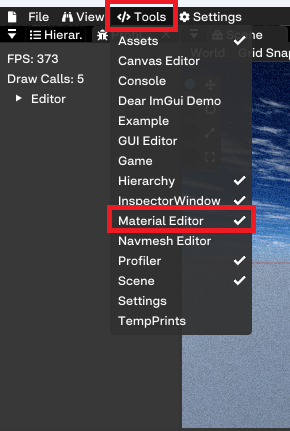 File View </> Tools Settings
Hierar.
Scene
FPS: 373
Draw Calls: 5
Editor
World Grid Snap
Assets
Canvas Editor
Console
Dear ImGui Demo
Example
GUI Editor
Game
Hierarchy
InspectorWindow
Material Editor
Navmesh Editor
Profiler
Scene
Settings
TempPrints